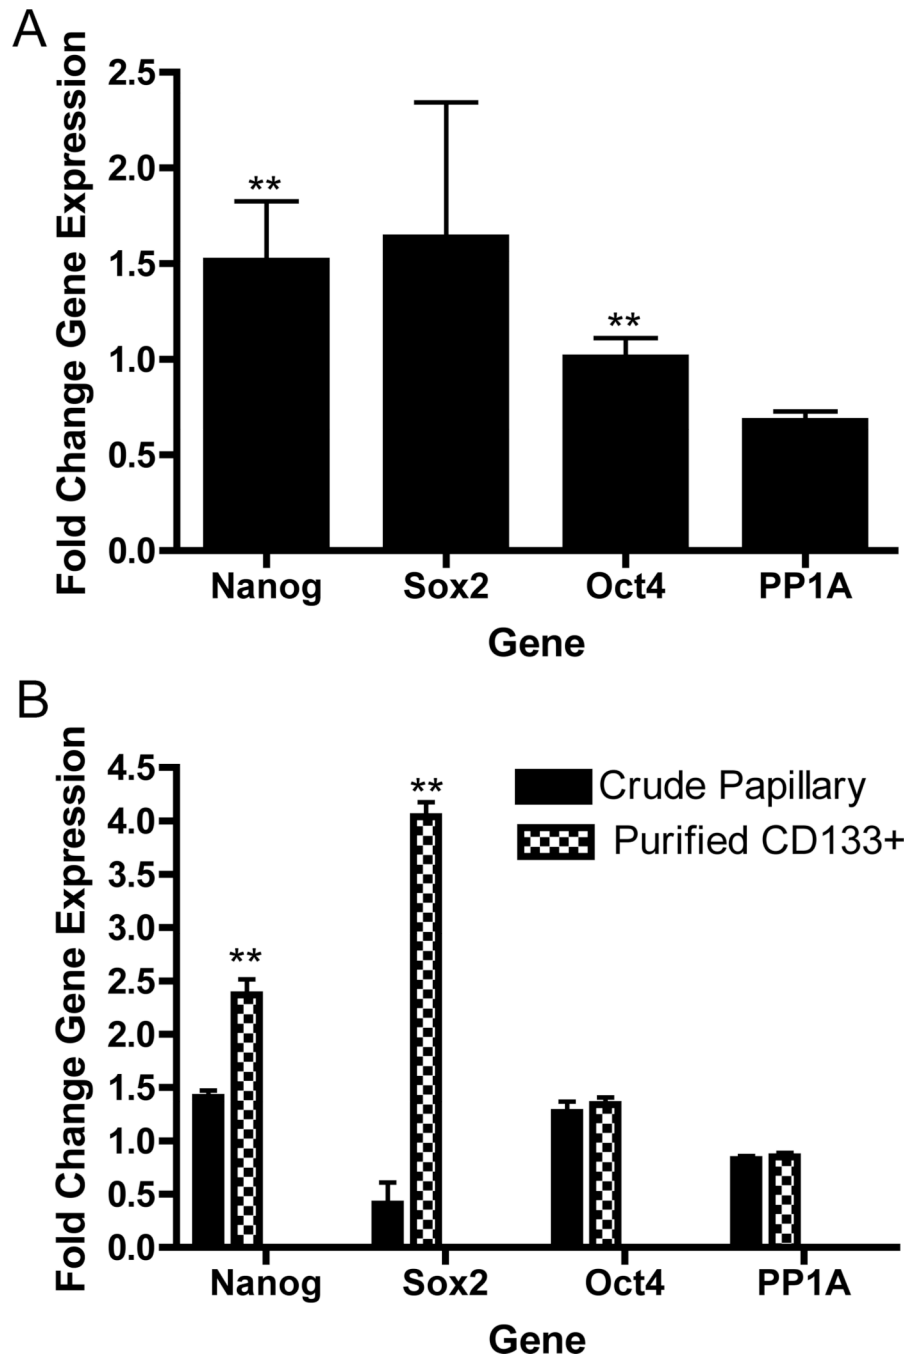 A
Fold Change Gene Expression
2.5
2.0
1.5
1.0
0.5
0.0
**
**
Nanog Sox2 Oct4 PP1A
Gene
B
Fold Change Gene Expression
4.5
4.0
3.5
3.0
2.5
2.0
1.5
1.0
0.5
0.0
**
**
Crude Papillary
Purified CD133+
Nanog Sox2 Oct4 PP1A
Gene